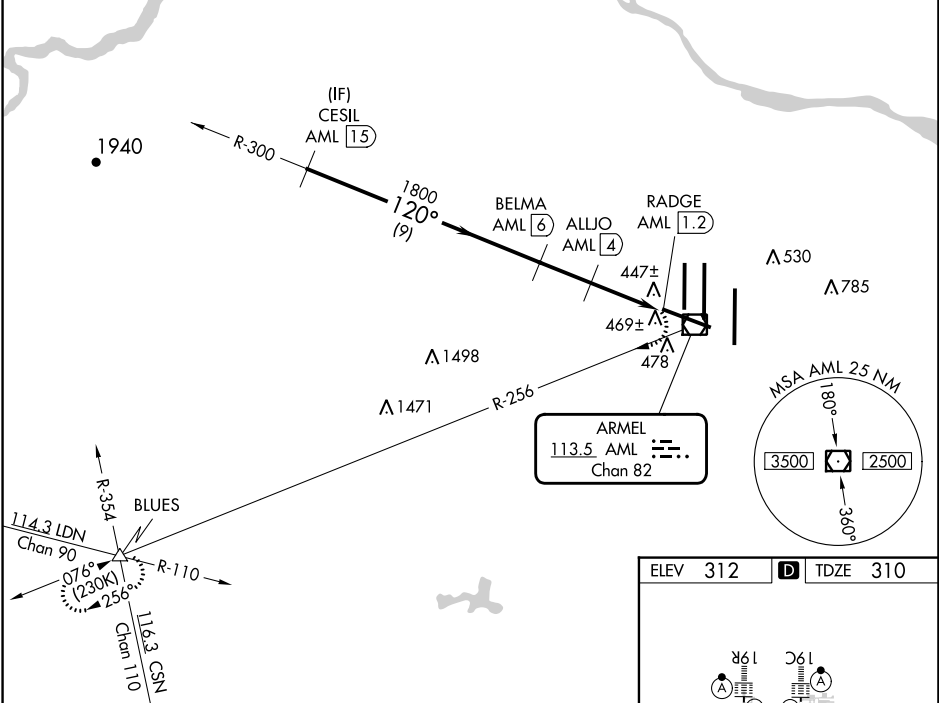 (IF)
CESIL
AML 15
1940
R-300
1800
120°
(9)
BELMA
AML 6
ALLJO
AML 4
RADGE
AML 1.2
530
785
447±
469±
478
1498
1471
R-256
MSA AML 25 NM
180°
3500
2500
360°
ARMEL
113.5 AML
Chan 82
R-354
BLUES
114.3 LDN
Chan 90
R-110
076°
(230K)
256°
116.3 CSN
Chan 110
ELEV 312 D TDZE 310
19R
19C
A
A